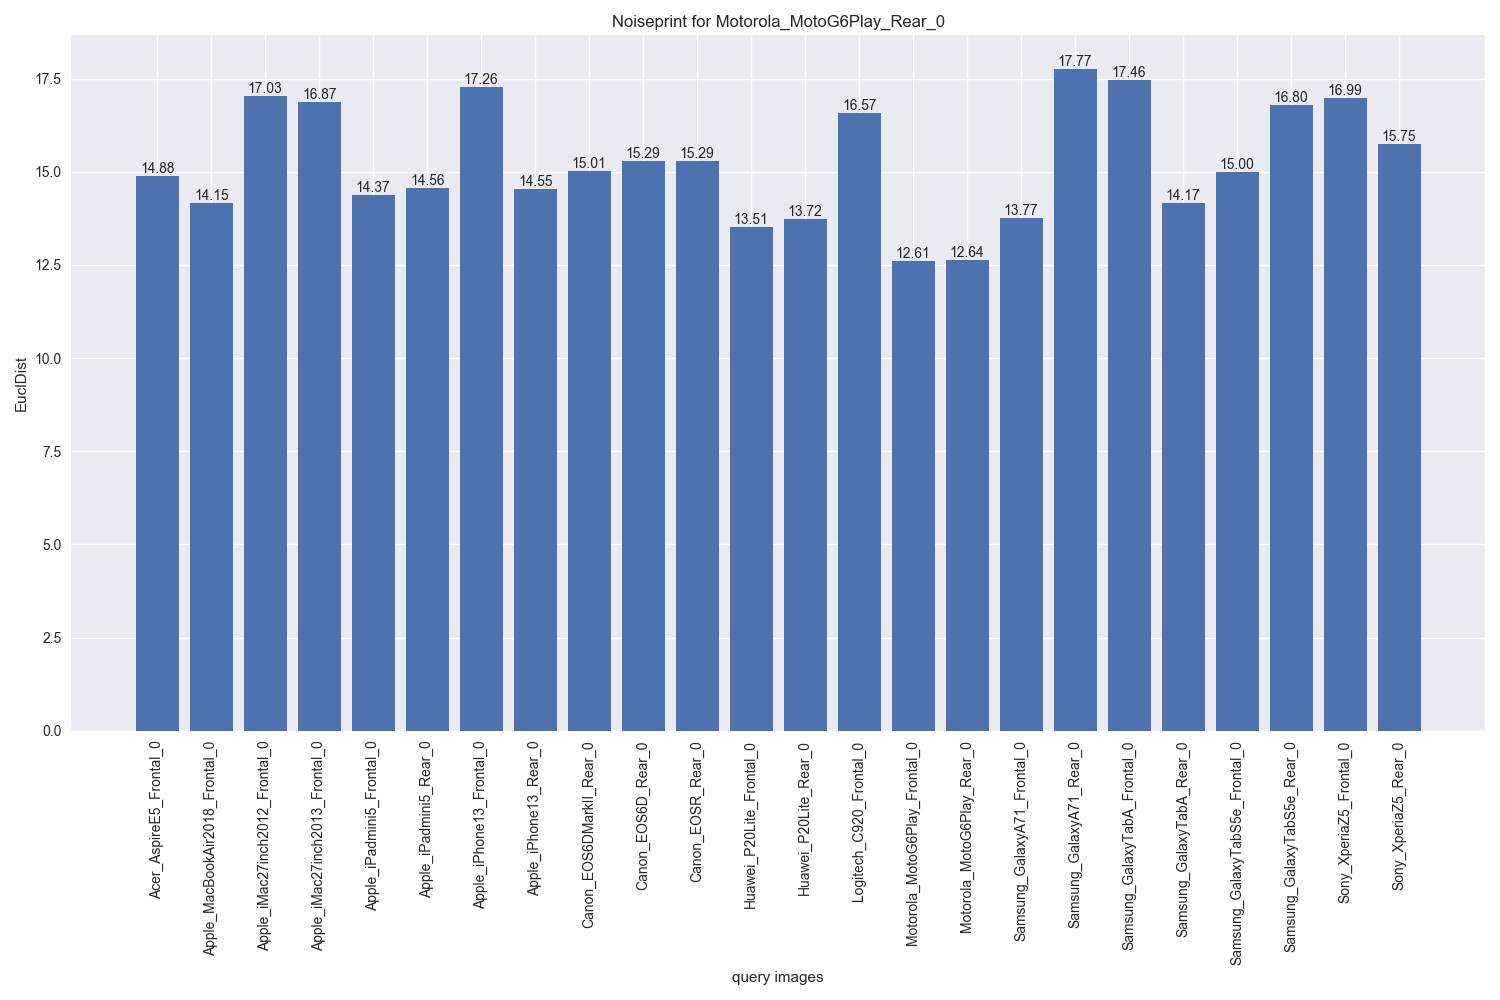 Noiseprint for Motorola_MotoG6Play_Rear_0
EuclDist
17.5
15.0
12.5
10.0
7.5
5.0
2.5
0.0
14.88
14.15
17.03
16.87
14.37
14.56
17.26
14.55
15.01
15.29
15.29
13.51
13.72
16.57
12.61
12.64
13.77
17.77
17.46
14.17
15.00
16.80
16.99
15.75
Acer_AspireE5_Frontal_0
Apple_MacBookAir2018_Frontal_0
Apple_iMac27inch2012_Frontal_0
Apple_iMac27inch2013_Frontal_0
Apple_iPadmini5_Frontal_0
Apple_iPadmini5_Rear_0
Apple_iPhone13_Frontal_0
Apple_iPhone13_Rear_0
Canon_EOS6DMarkII_Rear_0
Canon_EOS6D_Rear_0
Canon_EOSR_Rear_0
Huawei_P20Lite_Frontal_0
Huawei_P20Lite_Rear_0
Logitech_C920_Frontal_0
Motorola_MotoG6Play_Frontal_0
Motorola_MotoG6Play_Rear_0
Samsung_GalaxyA71_Frontal_0
Samsung_GalaxyA71_Rear_0
Samsung_GalaxyTabA_Frontal_0
Samsung_GalaxyTabA_Rear_0
Samsung_GalaxyTabS5e_Frontal_0
Samsung_GalaxyTabS5e_Rear_0
Sony_XperiaZ5_Frontal_0
Sony_XperiaZ5_Rear_0
query images